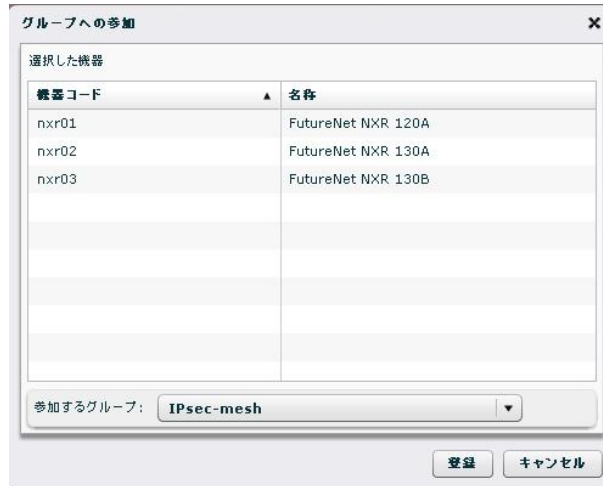 グループへの参加
選択した機器
機器コード 名称
nxr01 FutureNet NXR 120A
nxr02 FutureNet NXR 130A
nxr03 FutureNet NXR 130B
参加するグループ: IPsec-mesh
登録 キャンセル